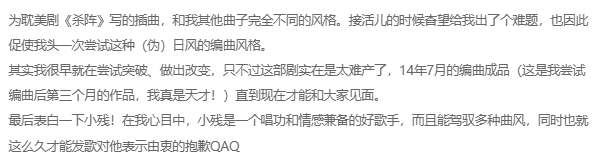 为耽美剧《杀阵》写的插曲，和我其他曲子完全不同的风格。接活儿的时候杳望给我出了个难题，也因此
促使我头一次尝试这种（伪）日风的编曲风格。
其实我很早就在尝试突破、做出改变，只不过这部剧实在是太难产了，14年7月的编曲成品（这是我尝试
编曲后第三个月的作品，我真是天才！）直到现在才能和大家见面。
最后表白一下小残！在我心目中，小残是一个唱功和情感兼备的好歌手，而且能驾驭多种曲风，同时也就
这么久才能发歌对他表示由衷的抱歉QAQ